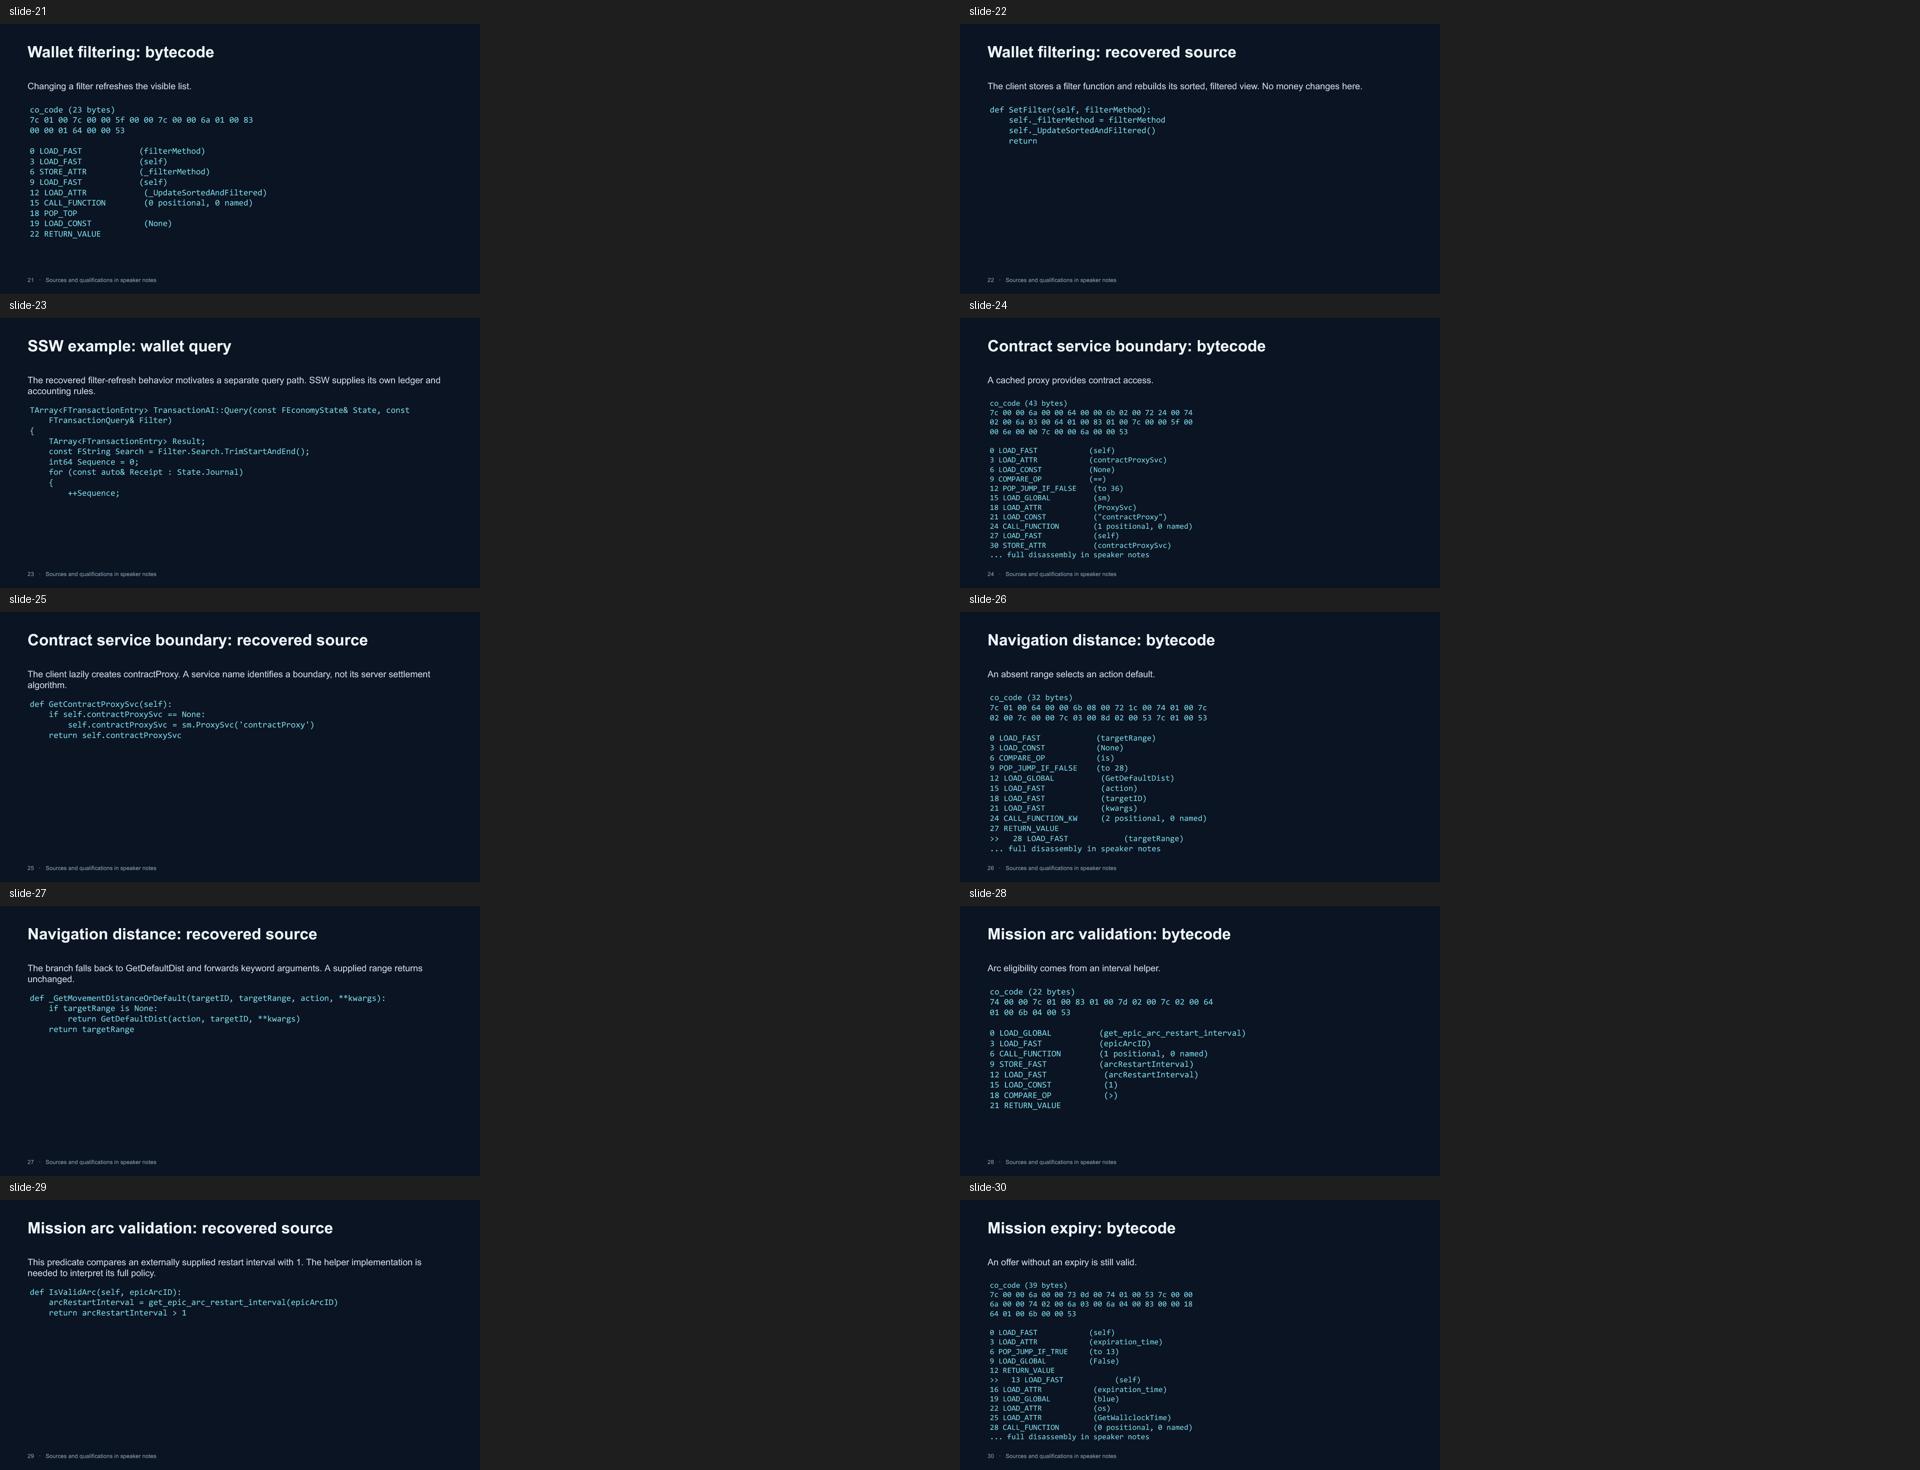 slide-21
Wallet filtering: bytecode
Changing a filter refreshes the visible list.
co_code (23 bytes)
7c 01 00 7c 00 00 5f 00 00 7c 00 00 6a 01 00 83
00 00 01 64 00 00 53
0 LOAD_FAST (filterMethod)
3 LOAD_FAST (self)
6 STORE_ATTR (_filterMethod)
9 LOAD_FAST (self)
12 LOAD_ATTR (_UpdateSortedAndFiltered)
15 CALL_FUNCTION (0 positional, 0 named)
18 POP_TOP
19 LOAD_CONST (None)
22 RETURN_VALUE
21 · Sources and qualifications in speaker notes
slide-22
Wallet filtering: recovered source
The client stores a filter function and rebuilds its sorted, filtered view. No money changes here.
def SetFilter(self, filterMethod):
    self._filterMethod = filterMethod
    self._UpdateSortedAndFiltered()
    return
22 · Sources and qualifications in speaker notes
slide-23
SSW example: wallet query
The recovered filter-refresh behavior motivates a separate query path. SSW supplies its own ledger and
accounting rules.
TArray<FTransactionEntry> TransactionAI::Query(const FEconomyState& State, const
    FTransactionQuery& Filter)
{
    TArray<FTransactionEntry> Result;
    const FString Search = Filter.Search.TrimStartAndEnd();
    int64 Sequence = 0;
    for (const auto& Receipt : State.Journal)
    {
        ++Sequence;
23 · Sources and qualifications in speaker notes
slide-24
Contract service boundary: bytecode
A cached proxy provides contract access.
co_code (43 bytes)
7c 00 00 6a 00 00 64 00 00 6b 02 00 72 24 00 74
02 00 6a 03 00 64 01 00 83 01 00 7c 00 00 5f 00
00 6e 00 00 7c 00 00 6a 00 00 53
0 LOAD_FAST (self)
3 LOAD_ATTR (contractProxySvc)
6 LOAD_CONST (None)
9 COMPARE_OP (==)
12 POP_JUMP_IF_FALSE (to 36)
15 LOAD_GLOBAL (sm)
18 LOAD_ATTR (ProxySvc)
21 LOAD_CONST ("contractProxy")
24 CALL_FUNCTION (1 positional, 0 named)
27 LOAD_FAST (self)
30 STORE_ATTR (contractProxySvc)
... full disassembly in speaker notes
24 · Sources and qualifications in speaker notes
slide-25
Contract service boundary: recovered source
The client lazily creates contractProxy. A service name identifies a boundary, not its server settlement
algorithm.
def GetContractProxySvc(self):
    if self.contractProxySvc == None:
        self.contractProxySvc = sm.ProxySvc('contractProxy')
    return self.contractProxySvc
25 · Sources and qualifications in speaker notes
slide-26
Navigation distance: bytecode
An absent range selects an action default.
co_code (32 bytes)
7c 01 00 64 00 00 6b 08 00 72 1c 00 74 01 00 7c
02 00 7c 00 00 7c 03 00 8d 02 00 53 7c 01 00 53
0 LOAD_FAST (targetRange)
3 LOAD_CONST (None)
6 COMPARE_OP (is)
9 POP_JUMP_IF_FALSE (to 28)
12 LOAD_GLOBAL (GetDefaultDist)
15 LOAD_FAST (action)
18 LOAD_FAST (targetID)
21 LOAD_FAST (kwargs)
24 CALL_FUNCTION_KW (2 positional, 0 named)
27 RETURN_VALUE
>> 28 LOAD_FAST (targetRange)
... full disassembly in speaker notes
26 · Sources and qualifications in speaker notes
slide-27
Navigation distance: recovered source
The branch falls back to GetDefaultDist and forwards keyword arguments. A supplied range returns
unchanged.
def _GetMovementDistanceOrDefault(targetID, targetRange, action, **kwargs):
    if targetRange is None:
        return GetDefaultDist(action, targetID, **kwargs)
    return targetRange
27 · Sources and qualifications in speaker notes
slide-28
Mission arc validation: bytecode
Arc eligibility comes from an interval helper.
co_code (22 bytes)
74 00 00 7c 01 00 83 01 00 7d 02 00 7c 02 00 64
01 00 6b 04 00 53
0 LOAD_GLOBAL (get_epic_arc_restart_interval)
3 LOAD_FAST (epicArcID)
6 CALL_FUNCTION (1 positional, 0 named)
9 STORE_FAST (arcRestartInterval)
12 LOAD_FAST (arcRestartInterval)
15 LOAD_CONST (1)
18 COMPARE_OP (>)
21 RETURN_VALUE
28 · Sources and qualifications in speaker notes
slide-29
Mission arc validation: recovered source
This predicate compares an externally supplied restart interval with 1. The helper implementation is
needed to interpret its full policy.
def IsValidArc(self, epicArcID):
    arcRestartInterval = get_epic_arc_restart_interval(epicArcID)
    return arcRestartInterval > 1
29 · Sources and qualifications in speaker notes
slide-30
Mission expiry: bytecode
An offer without an expiry is still valid.
co_code (39 bytes)
7c 00 00 6a 00 00 73 0d 00 74 01 00 53 7c 00 00
6a 00 00 74 02 00 6a 03 00 6a 04 00 83 00 00 18
64 01 00 6b 00 00 53
0 LOAD_FAST (self)
3 LOAD_ATTR (expiration_time)
6 POP_JUMP_IF_TRUE (to 13)
9 LOAD_GLOBAL (False)
12 RETURN_VALUE
>> 13 LOAD_FAST (self)
16 LOAD_ATTR (expiration_time)
19 LOAD_GLOBAL (blue)
22 LOAD_ATTR (os)
25 LOAD_ATTR (GetWallclockTime)
28 CALL_FUNCTION (0 positional, 0 named)
... full disassembly in speaker notes
30 · Sources and qualifications in speaker notes